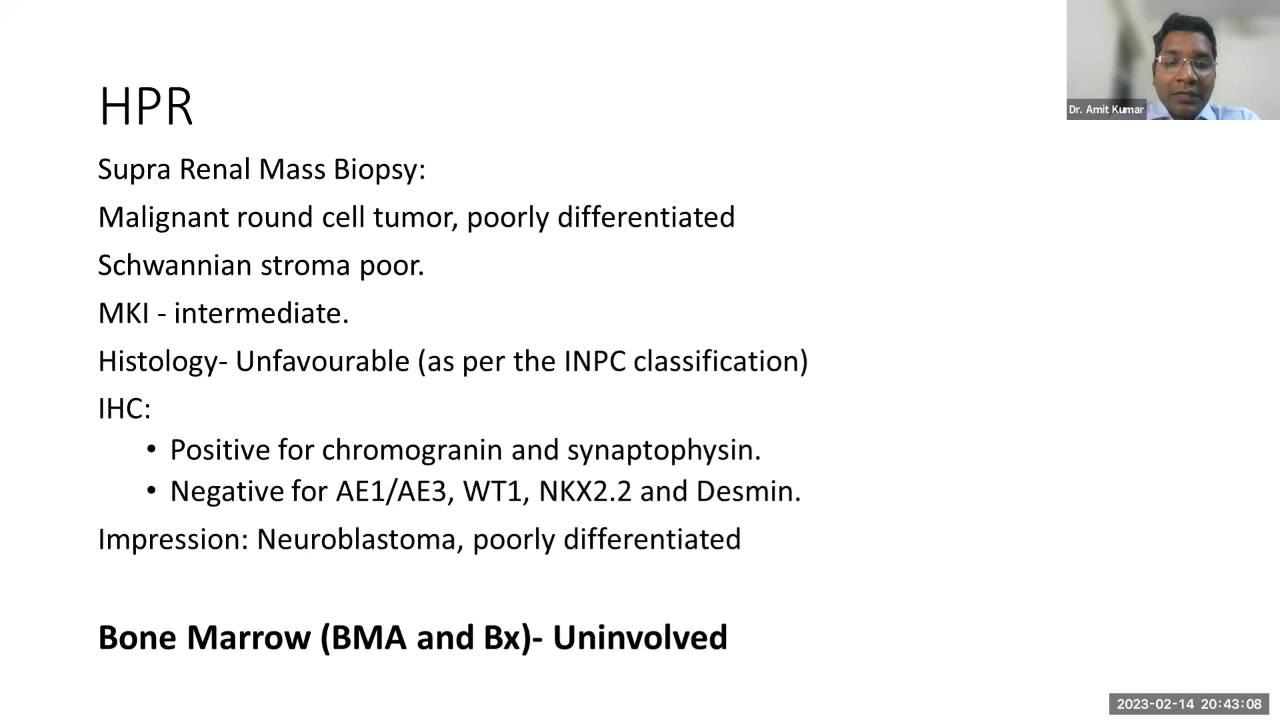 HPR
Dr. Amit Kumar
Supra Renal Mass Biopsy:
Malignant round cell tumor, poorly differentiated
Schwannian stroma poor.
MKI - intermediate.
Histology- Unfavourable (as per the INPC classification)
IHC:
• Positive for chromogranin and synaptophysin.
• Negative for AE1/AE3, WT1, NKX2.2 and Desmin.
Impression: Neuroblastoma, poorly differentiated
Bone Marrow (BMA and Bx)- Uninvolved
2023-02-14 20:43:08